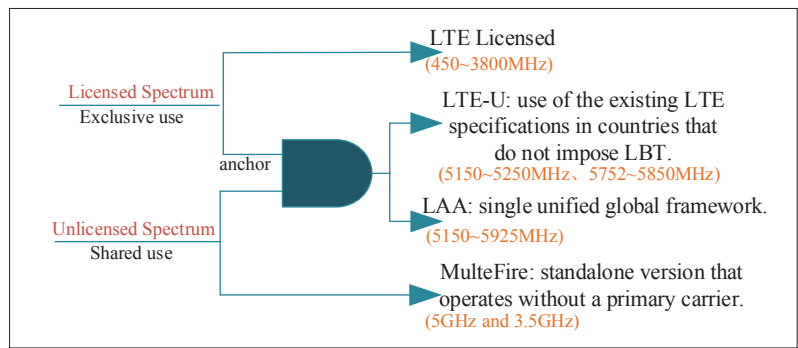 LTE Licensed
(450~3800MHz)
Licensed Spectrum
Exclusive use
anchor
LTE-U: use of the existing LTE
specifications in countries that
do not impose LBT.
(5150~5250MHz、5752~5850MHz)
LAA: single unified global framework.
(5150~5925MHz)
Unlicensed Spectrum
Shared use
MulteFire: standalone version that
operates without a primary carrier.
(5GHz and 3.5GHz)